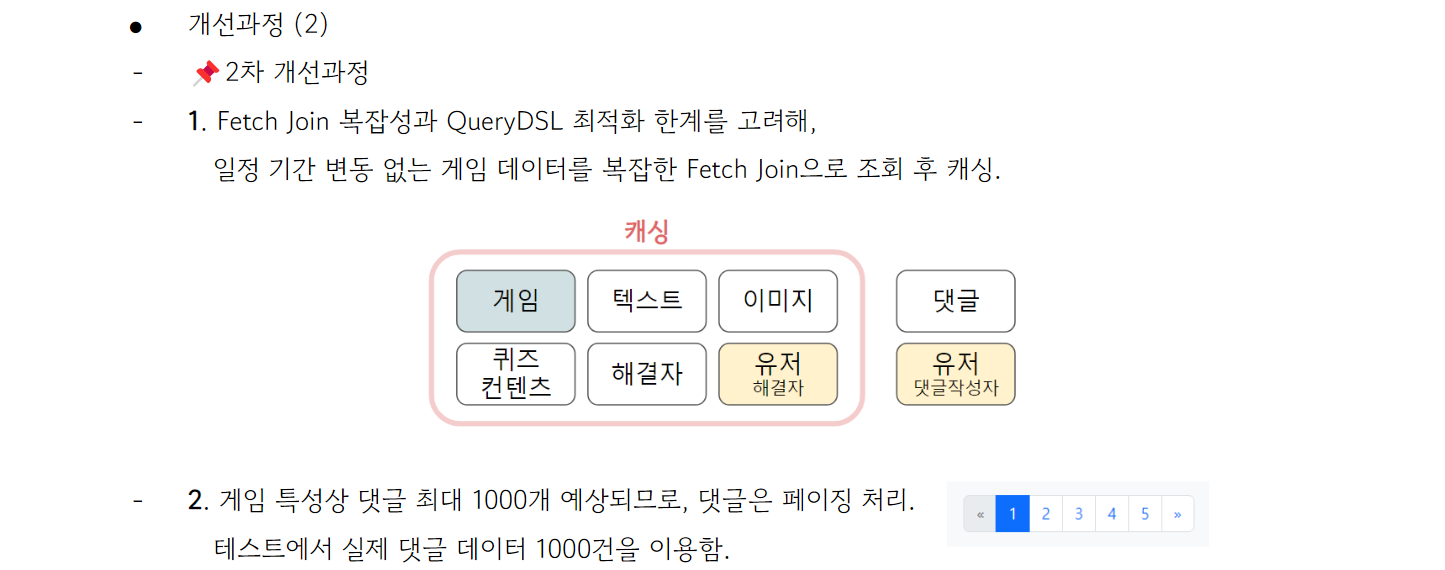 ● 개선과정 (2)
- 📌 2차 개선과정
- 1. Fetch Join 복잡성과 QueryDSL 최적화 한계를 고려해,
일정 기간 변동 없는 게임 데이터를 복잡한 Fetch Join으로 조회 후 캐싱.
캐싱
게임 텍스트 이미지 댓글
퀴즈
컨텐츠
해결자
유저
해결자
유저
댓글작성자
- 2. 게임 특성상 댓글 최대 1000개 예상되므로, 댓글은 페이징 처리.
« 1 2 3 4 5 »
테스트에서 실제 댓글 데이터 1000건을 이용함.